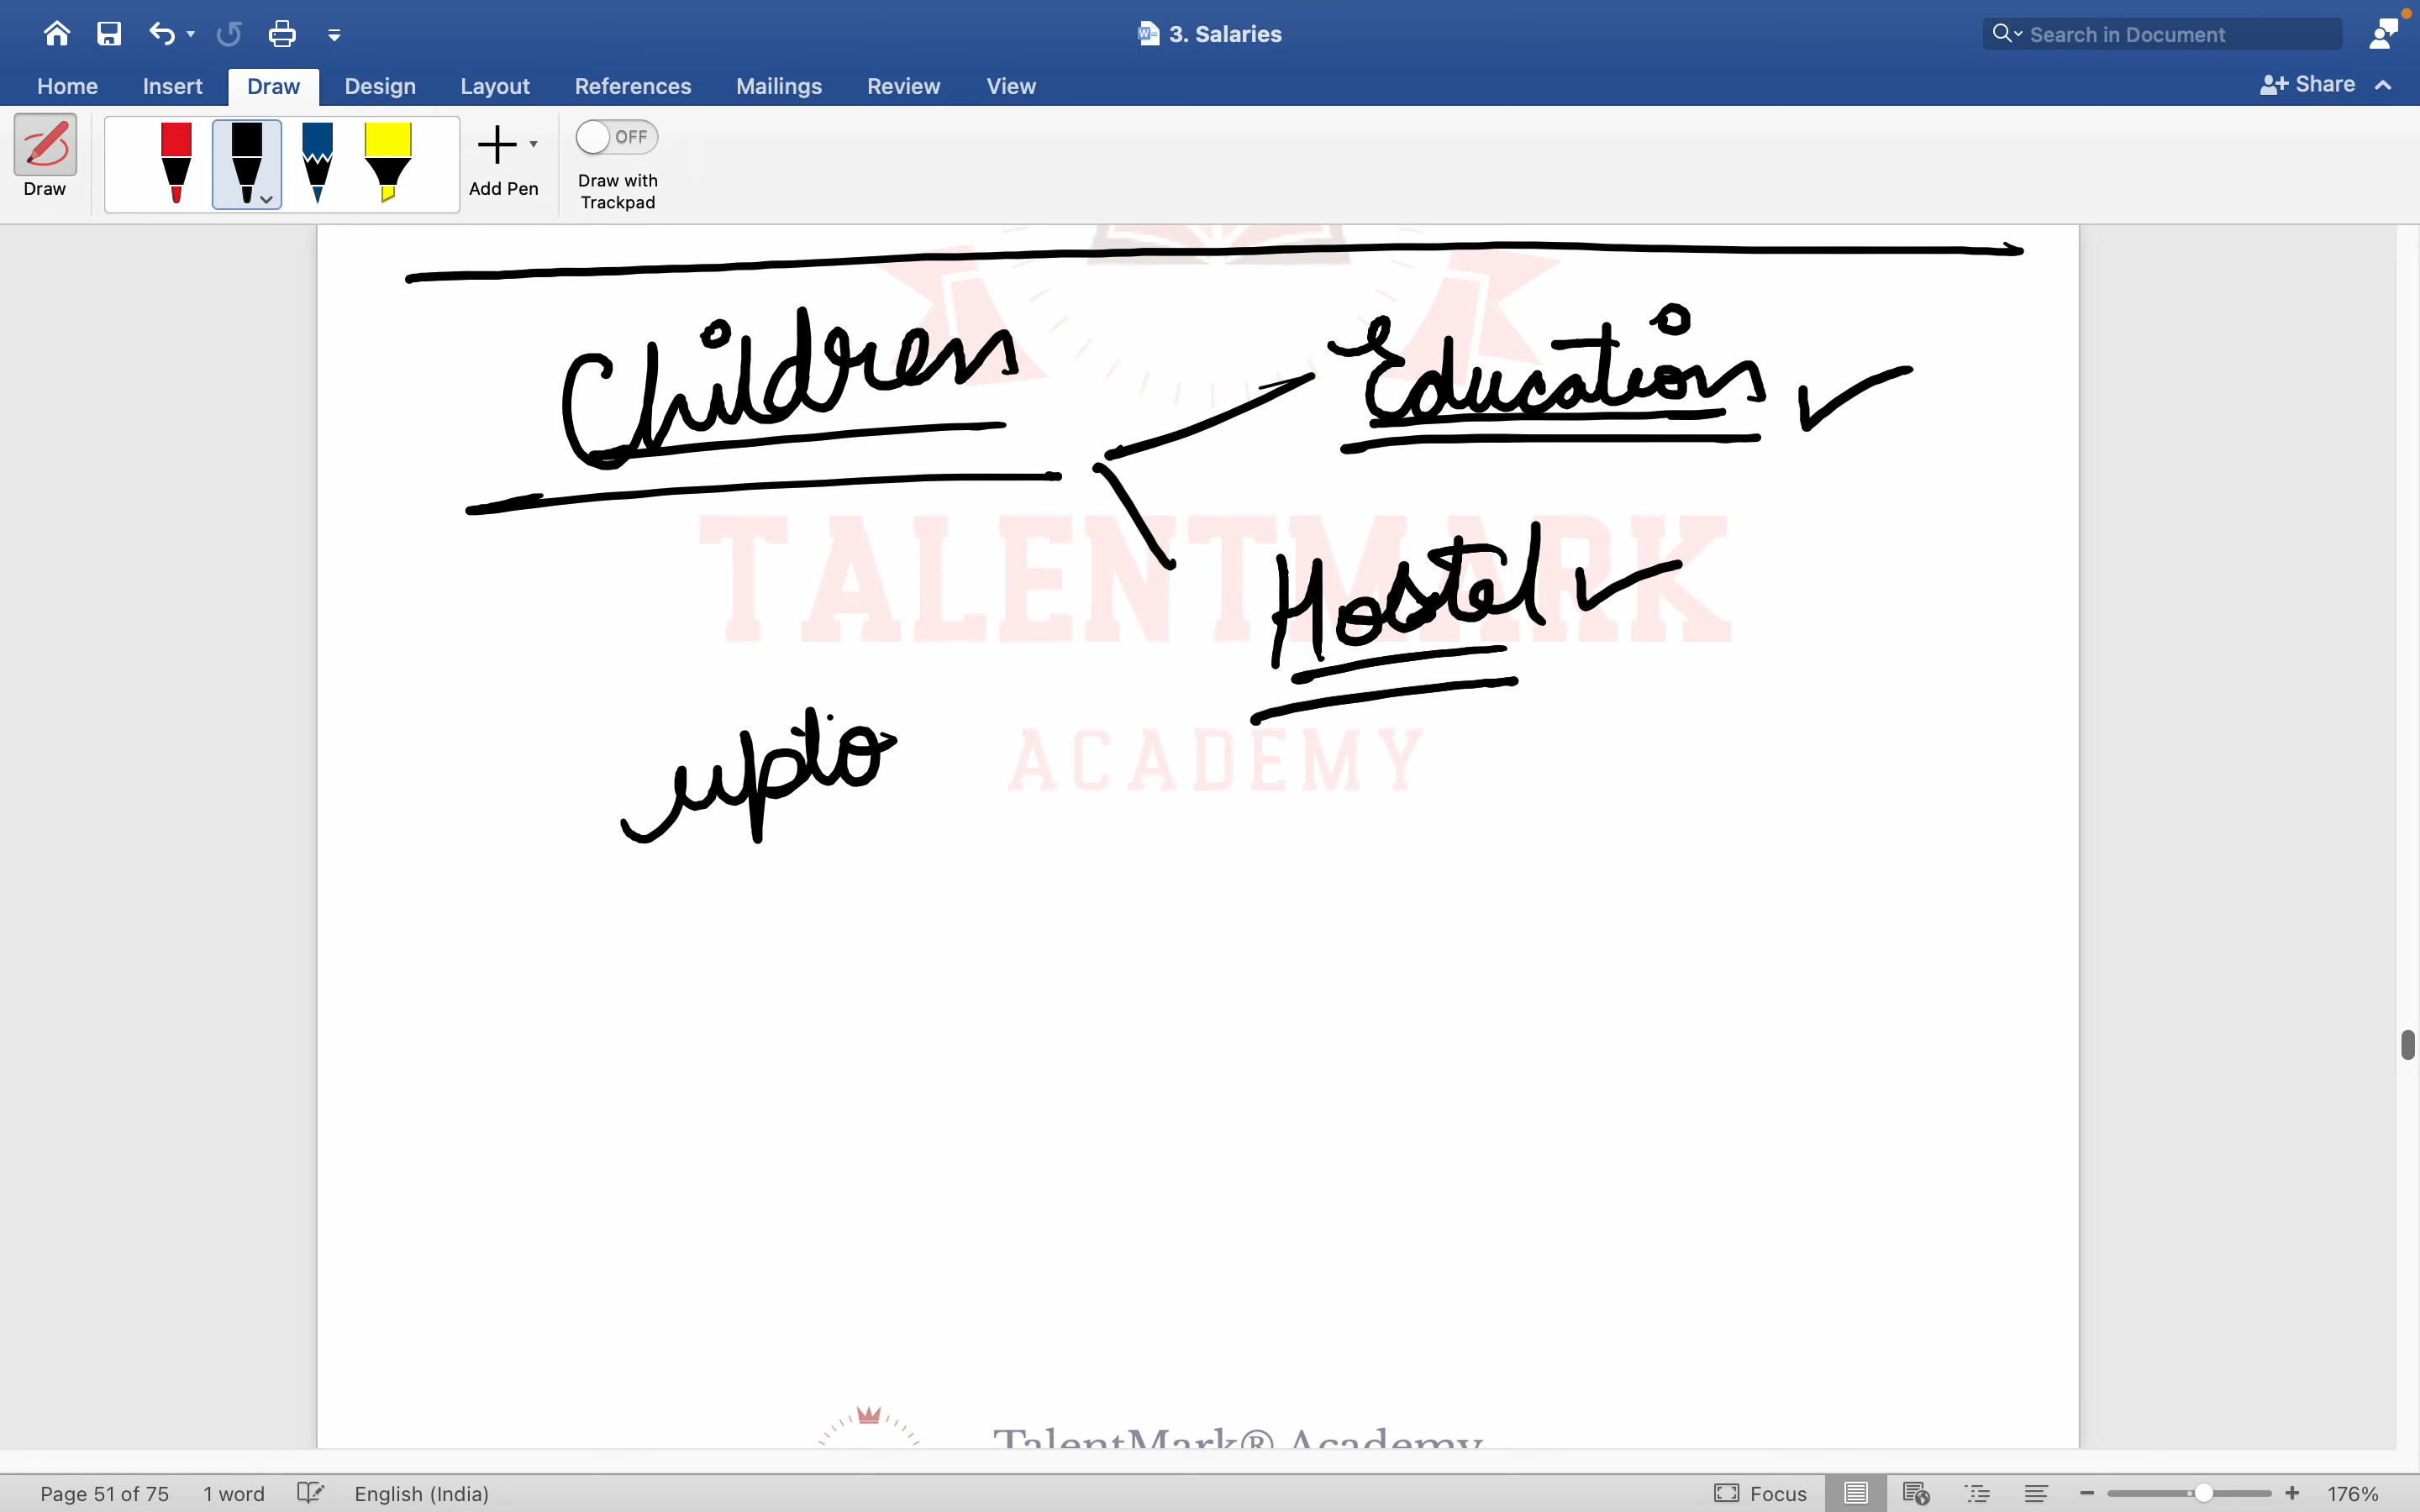 3. Salaries
Search in Document
Home Insert Draw Design Layout References Mailings Review View
Share
Draw
Add Pen
OFF
Draw with
Trackpad
Children
Education
Hostel
upto
TALENTMARK
ACADEMY
TalentMark® Academy
Page 51 of 75 1 word English (India) Focus 176%